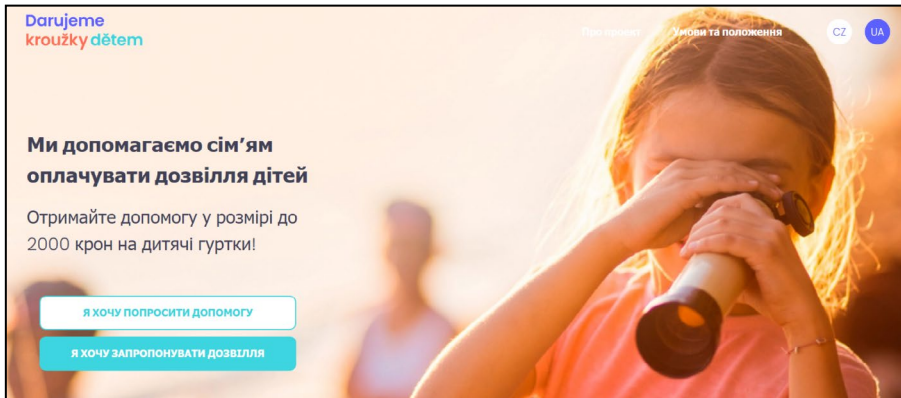 Darujeme
kroužky dětem
Про проект
Умови та положення
CZ
UA
Ми допомагаємо сім’ям
оплачувати дозвілля дітей
Отримайте допомогу у розмірі до
2000 крон на дитячі гуртки!
Я ХОЧУ ПОПРОСИТИ ДОПОМОГУ
Я ХОЧУ ЗАПРОПОНУВАТИ ДОЗВІЛЛЯ